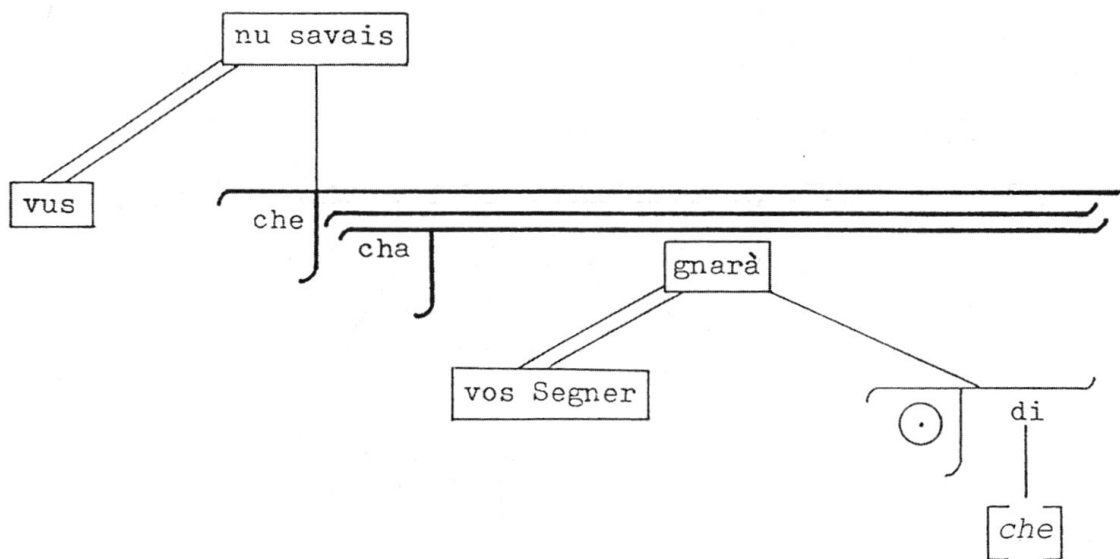 nu savais
vus
che
cha
gnarà
vos Segner
di
che